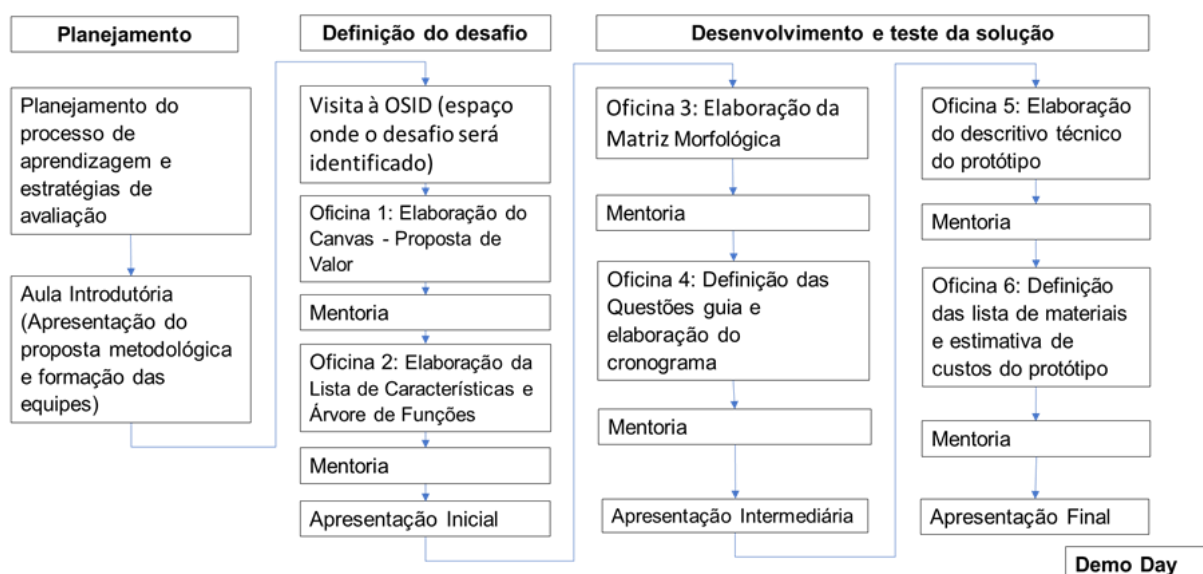 Planejamento
Planejamento do
processo de
aprendizagem e
estratégias de
avaliação
Aula Introdutória
(Apresentação do
proposta metodológica
e formação das
equipes)
Definição do desafio
Visita à OSID (espaço
onde o desafio será
identificado)
Oficina 1: Elaboração do
Canvas - Proposta de
Valor
Mentoria
Oficina 2: Elaboração da
Lista de Características e
Árvore de Funções
Mentoria
Apresentação Inicial
Desenvolvimento e teste da solução
Oficina 3: Elaboração da
Matriz Morfológica
Mentoria
Oficina 4: Definição das
Questões guia e
elaboração do
cronograma
Mentoria
Apresentação Intermediária
Oficina 5: Elaboração
do descritivo técnico
do protótipo
Mentoria
Oficina 6: Definição
das lista de materiais
e estimativa de
custos do protótipo
Mentoria
Apresentação Final
Demo Day